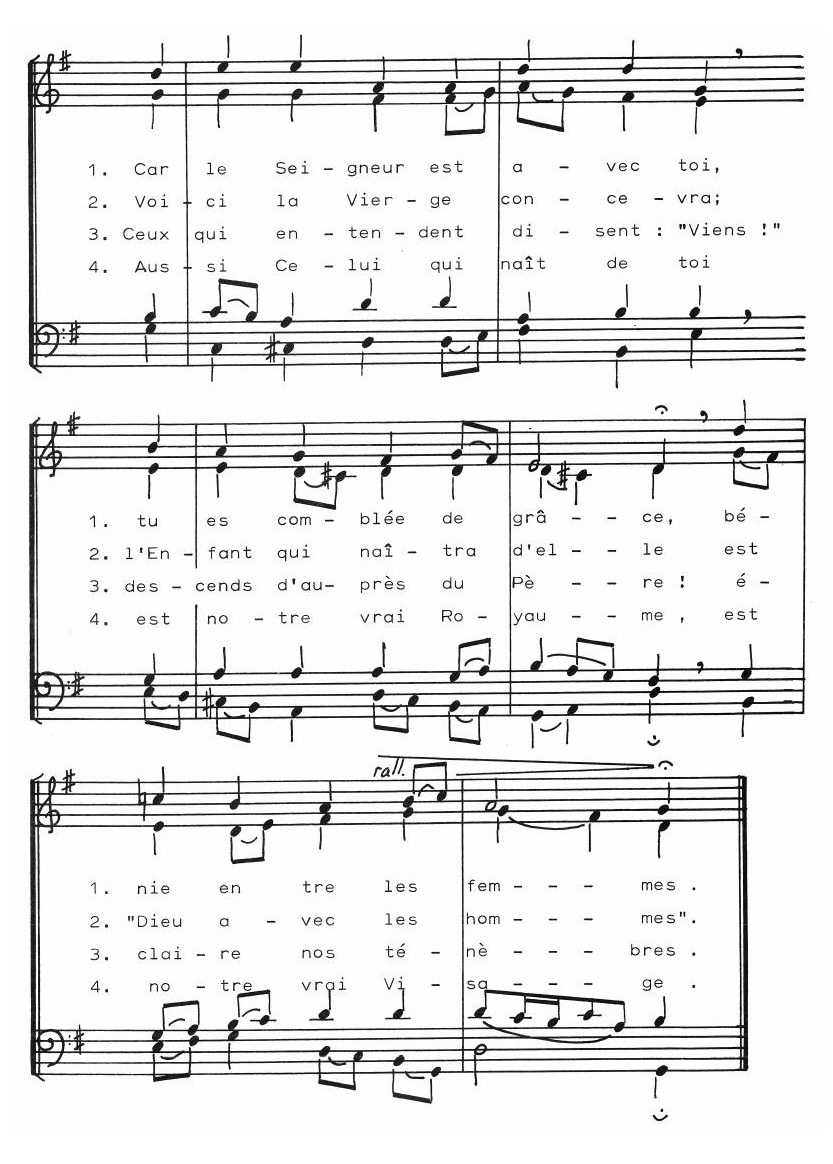 1. Car le Sei - gneur est a - vec toi,
2. Voi - ci la Vier - ge con - ce - vra;
3. Ceux qui en - ten - dent di - sent : "Viens !"
4. Aus - si Ce - lui qui naît de toi
1. tu es com - blée de grâ - - ce, bé -
2. l'En - fant qui naî - tra d'el - - le est
3. des - cends d'au- près du Pè - - re ! é -
4. est no - tre vrai Ro - yau - - me , est
rall.
1. nie en tre les fem - - - mes .
2. "Dieu a - vec les hom - - - mes".
3. clai - re nos té - nè - - - bres .
4. no - tre vrai Vi - sa - - - ge .